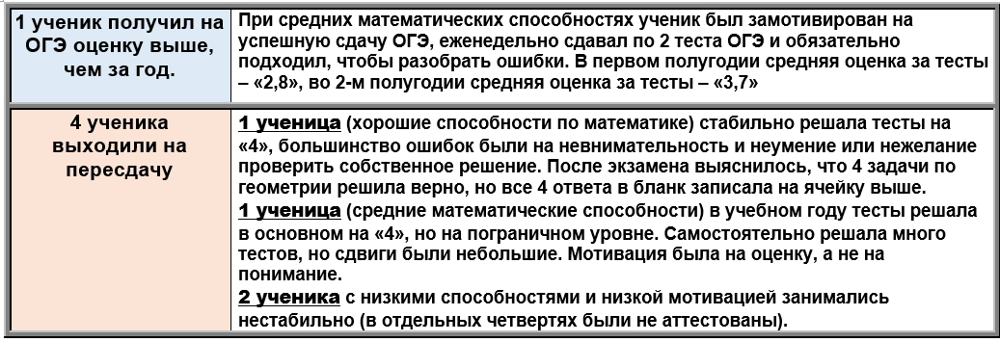 1 ученик получил на
ОГЭ оценку выше,
чем за год.
При средних математических способностях ученик был замотивирован на
успешную сдачу ОГЭ, еженедельно сдавал по 2 теста ОГЭ и обязательно
подходил, чтобы разобрать ошибки. В первом полугодии средняя оценка за тесты
– «2,8», во 2-м полугодии средняя оценка за тесты – «3,7»
4 ученика
выходили на
пересдачу
1 ученица (хорошие способности по математике) стабильно решала тесты на
«4», большинство ошибок были на невнимательность и неумение или нежелание
проверить собственное решение. После экзамена выяснилось, что 4 задачи по
геометрии решила верно, но все 4 ответа в бланк записала на ячейку выше.
1 ученица (средние математические способности) в учебном году тесты решала
в основном на «4», но на пограничном уровне. Самостоятельно решала много
тестов, но сдвиги были небольшие. Мотивация была на оценку, а не на
понимание.
2 ученика с низкими способностями и низкой мотивацией занимались
нестабильно (в отдельных четвертях были не аттестованы).